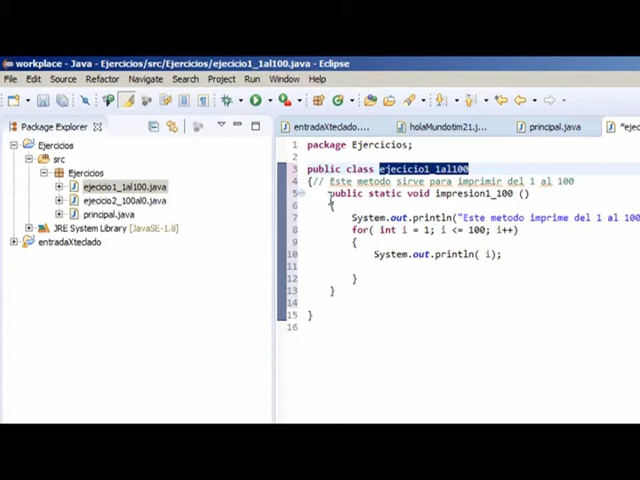 workplace - Java - Ejercicios/src/Ejercicios/ejecicio1_1al100.java - Eclipse
File Edit Source Refactor Navigate Search Project Run Window Help
Package Explorer
Ejercicios
src
Ejercicios
ejercicio1_1al100.java
ejercicio2_100al0.java
principal.java
JRE System Library [JavaSE-1.8]
entradaXteclado
entradaXteclado....
holaMundotim21.j...
principal.java
1 package Ejercicios;
2
3 public class ejecicio1_1al100
4 {// Este metodo sirve para imprimir del 1 al 100
5 public static void impresion1_100 ()
6 {
7 System.out.println("Este metodo imprime del 1 al 100
8 for( int i = 1; i <= 100; i++)
9 {
10 System.out.println( i);
11
12 }
13 }
14
15 }
16